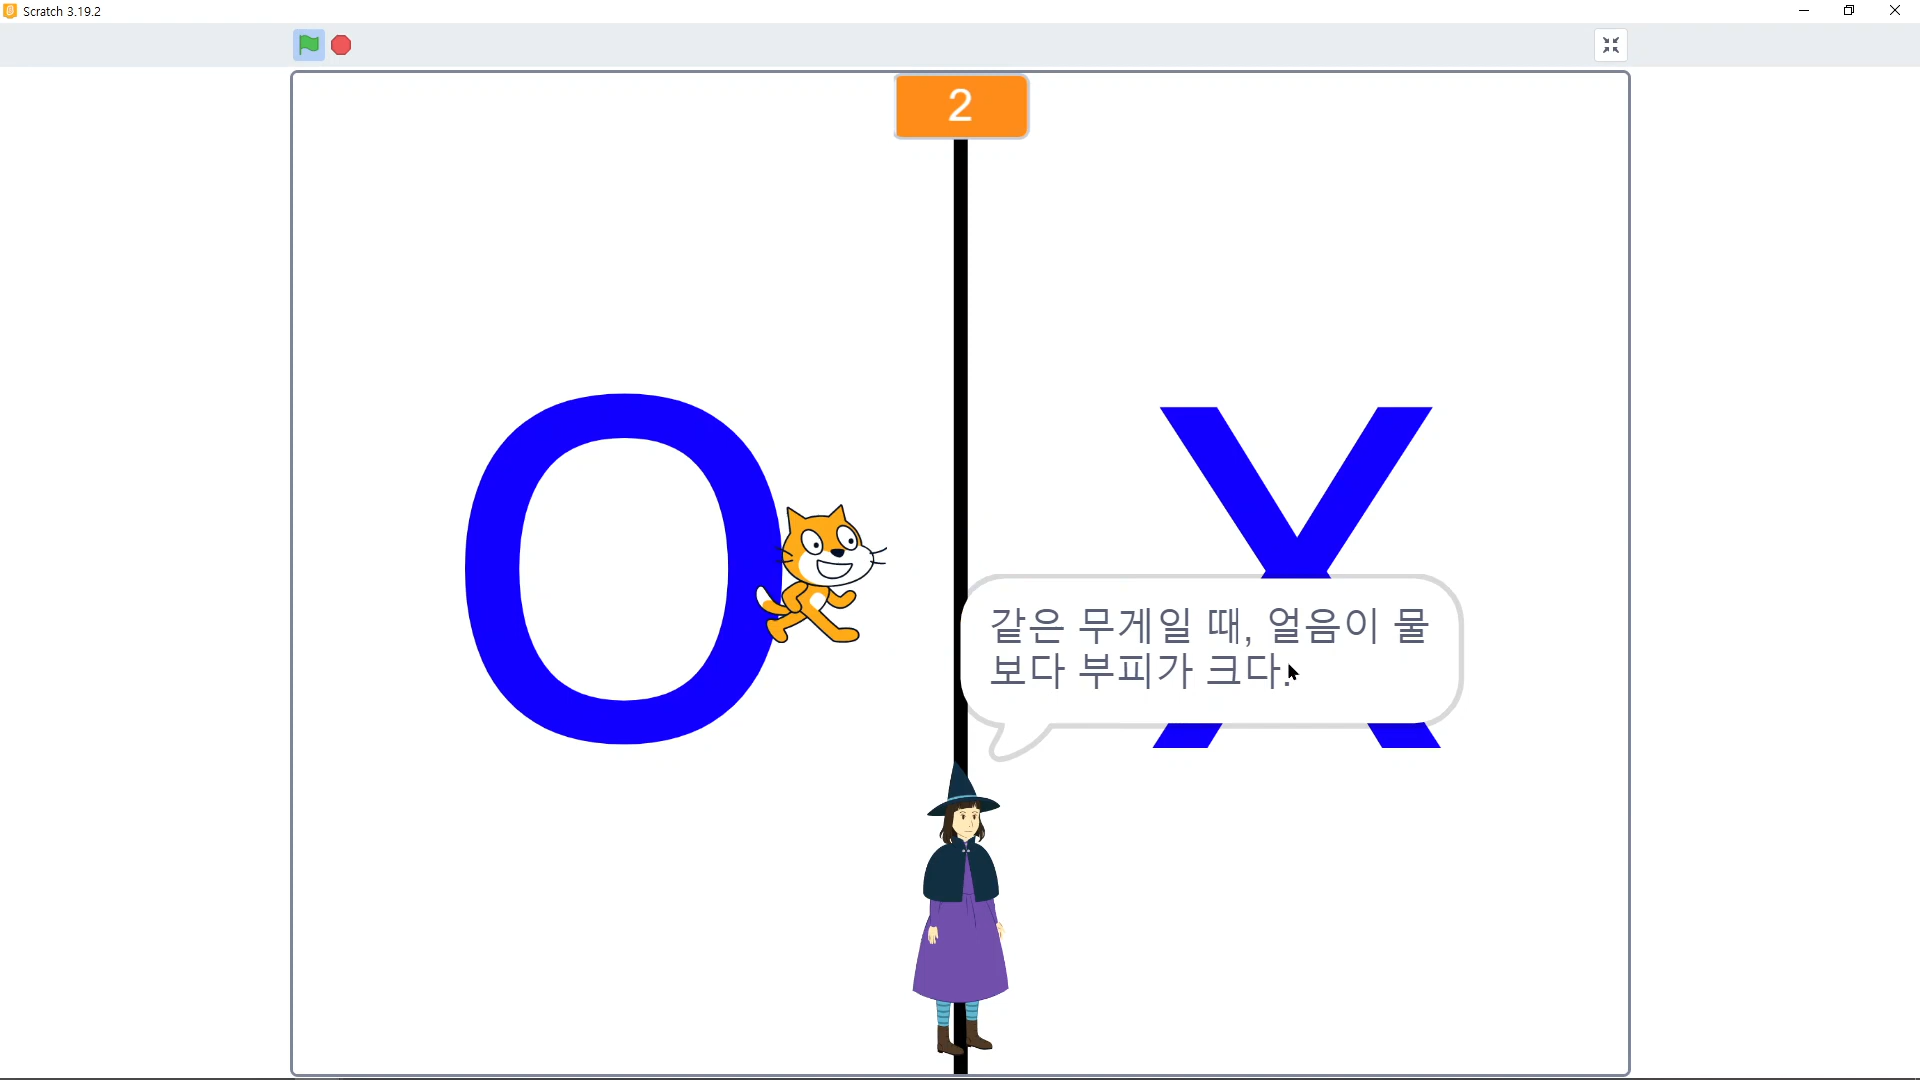 Scratch 3.19.2
2
O
X
같은 무게일 때, 얼음이 물
보다 부피가 크다.